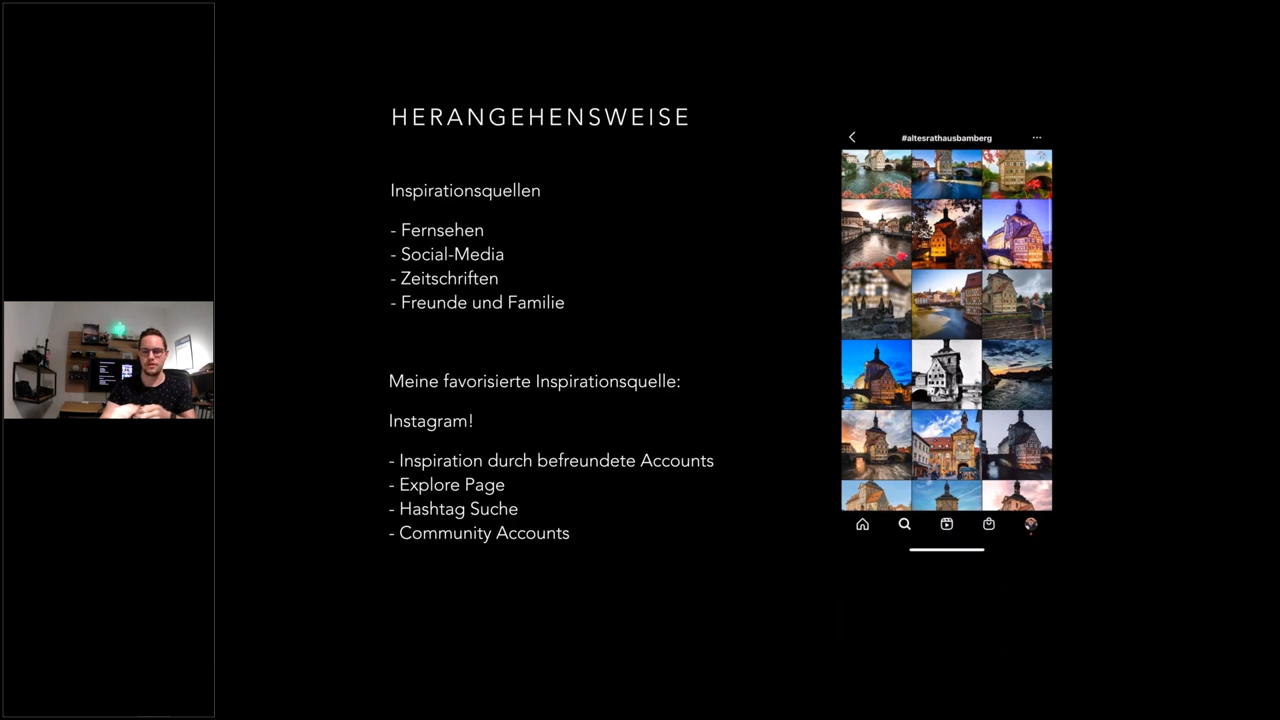 HERANGEHENSWEISE
Inspirationsquellen
- Fernsehen
- Social-Media
- Zeitschriften
- Freunde und Familie
Meine favorisierte Inspirationsquelle:
Instagram!
- Inspiration durch befreundete Accounts
- Explore Page
- Hashtag Suche
- Community Accounts
#altesrathausbamberg